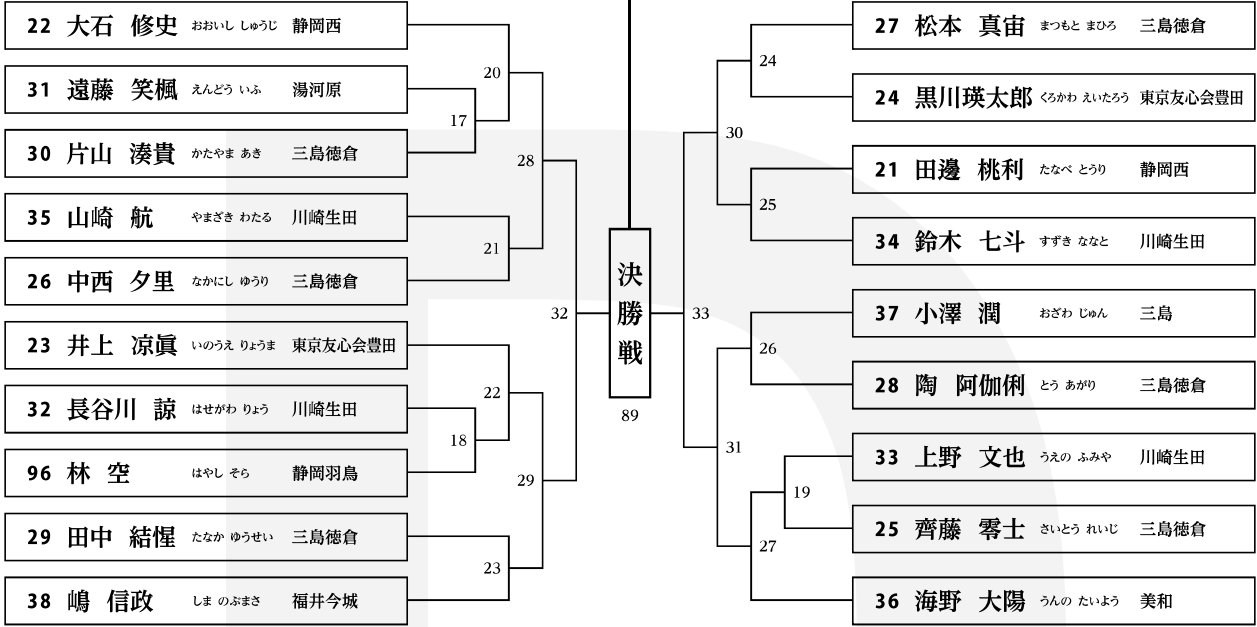 22 大石 修史 おおいし しゅうじ 静岡西
31 遠藤 笑楓 えんどう いふ 湯河原
30 片山 湊貴 かたやま あき 三島徳倉
35 山崎 航 やまざき わたる 川崎生田
26 中西 夕里 なかにし ゆうり 三島徳倉
23 井上 凉眞 いのうえ りょうま 東京友心会豊田
32 長谷川 諒 はせがわ りょう 川崎生田
96 林 空 はやし そら 静岡羽鳥
29 田中 結惺 たなか ゆうせい 三島徳倉
38 嶋 信政 しま のぶまさ 福井今城
20
17
28
21
32
22
18
29
23
決勝戦
89
33
24
30
25
26
31
19
27
27 松本 真宙 まつもと まひろ 三島徳倉
24 黒川瑛太郎 くろかわ えいたろう 東京友心会豊田
21 田邊 桃利 たなべ とうり 静岡西
34 鈴木 七斗 すずき ななと 川崎生田
37 小澤 潤 おざわ じゅん 三島
28 陶 阿伽俐 とう あがり 三島徳倉
33 上野 文也 うえの ふみや 川崎生田
25 齊藤 零士 さいとう れいじ 三島徳倉
36 海野 大陽 うんの たいよう 美和